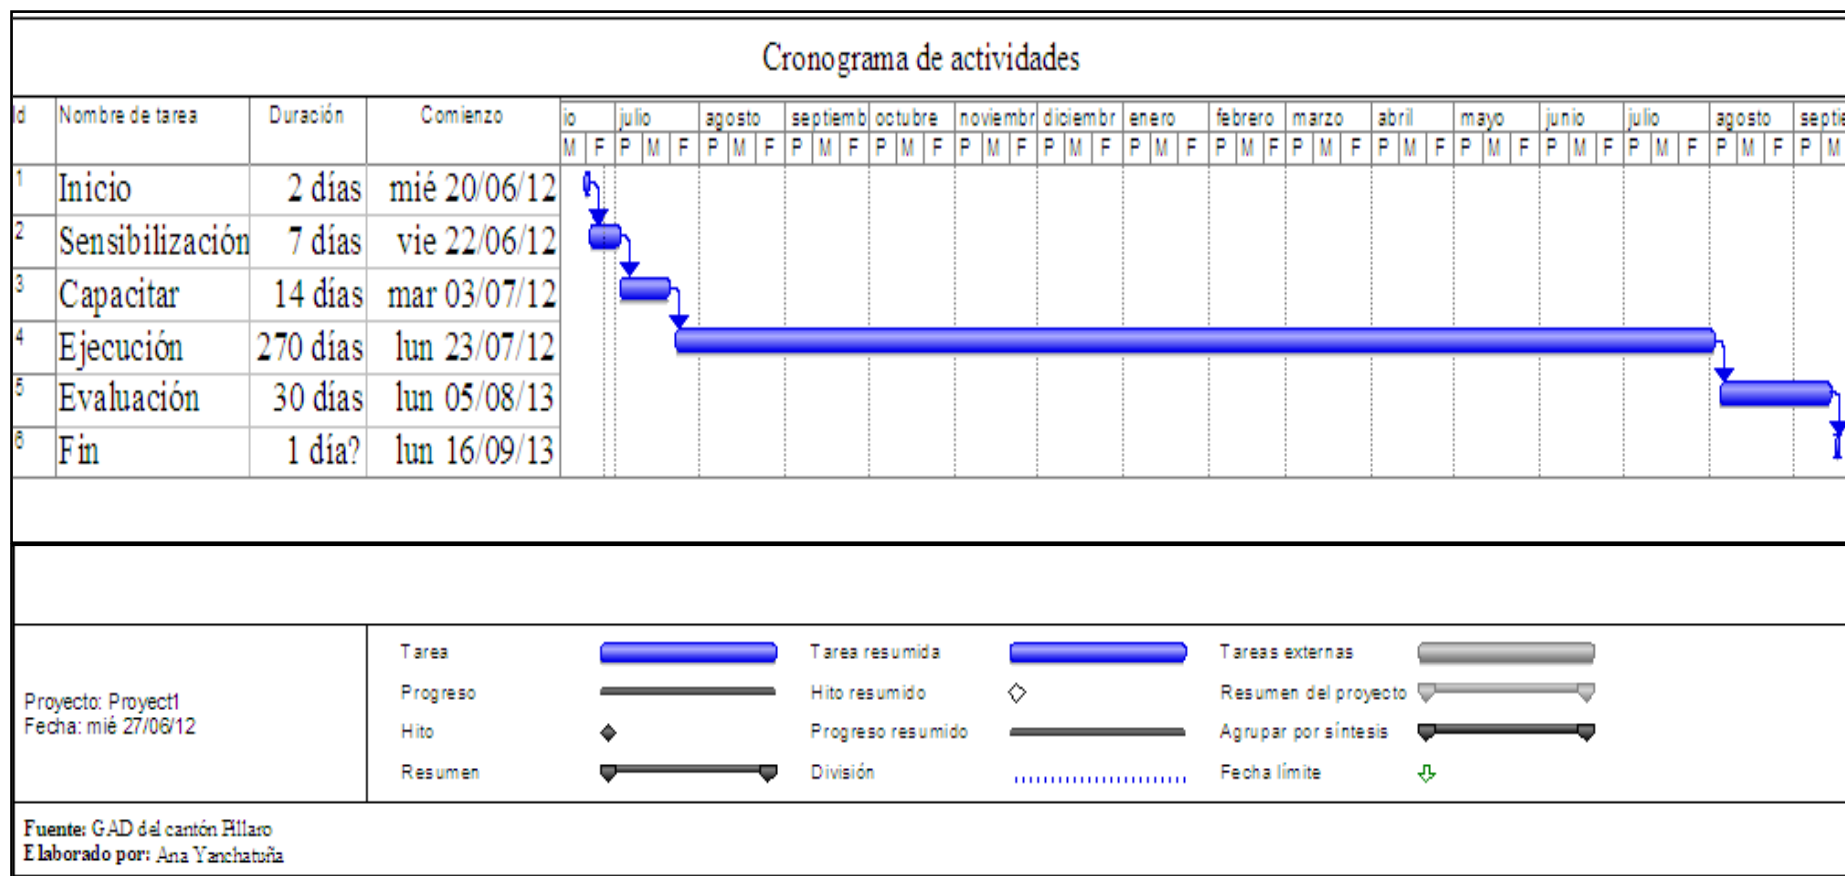 Cronograma de actividades
Id Nombre de tarea Duración Comienzo
io julio agosto septiemb octubre noviembr diciembr enero febrero marzo abril mayo junio julio agosto septie
M F P M F P M F P M F P M F P M F P M F P M F P M F P M F P M F P M F P M F P M F P M F P M
1 Inicio 2 días mié 20/06/12
2 Sensibilización 7 días vie 22/06/12
3 Capacitar 14 días mar 03/07/12
4 Ejecución 270 días lun 23/07/12
5 Evaluación 30 días lun 05/08/13
6 Fin 1 día? lun 16/09/13
Proyecto: Proyect1
Fecha: mié 27/06/12
Tarea Tarea resumida Tareas externas
Progreso Hito resumido Resumen del proyecto
Hito Progreso resumido Agrupar por síntesis
Resumen División Fecha límite
Fuente: GAD del cantón Píllaro
Elaborado por: Ana Yanchatuña